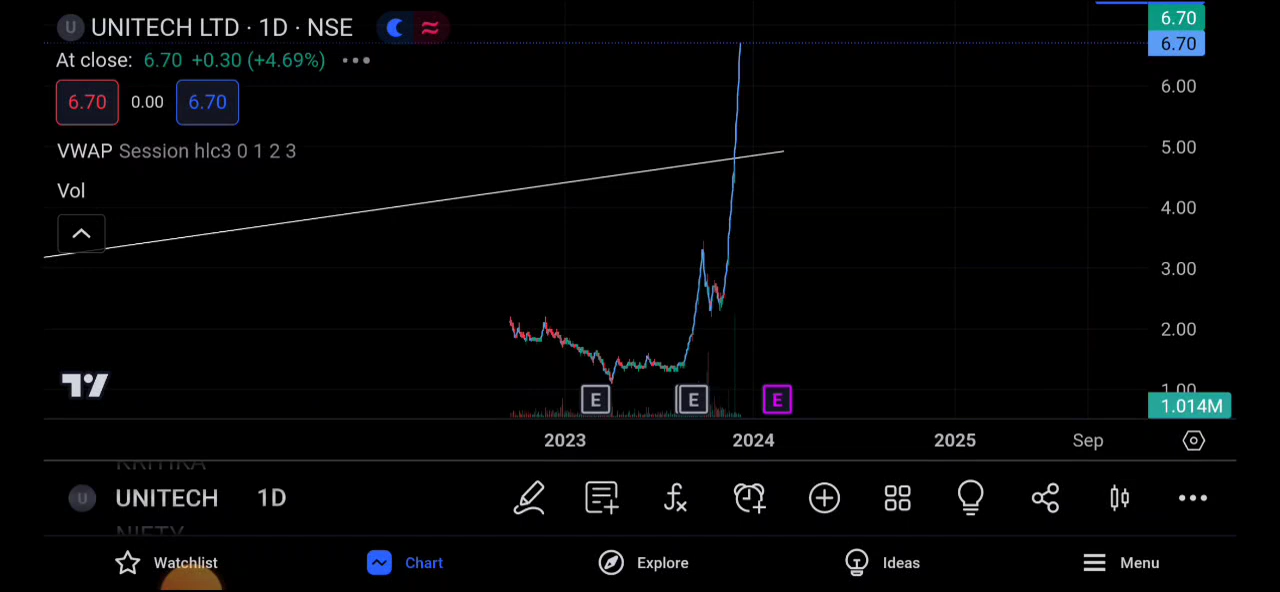 U UNITECH LTD · 1D · NSE
At close: 6.70 +0.30 (+4.69%)
6.70 0.00 6.70
VWAP Session hlc3 0 1 2 3
Vol
6.70
6.70
6.00
5.00
4.00
3.00
2.00
1.00
1.014M
E E E
2023 2024 2025 Sep
KRITIKA
U UNITECH 1D
NIFTY
Watchlist Chart Explore Ideas Menu